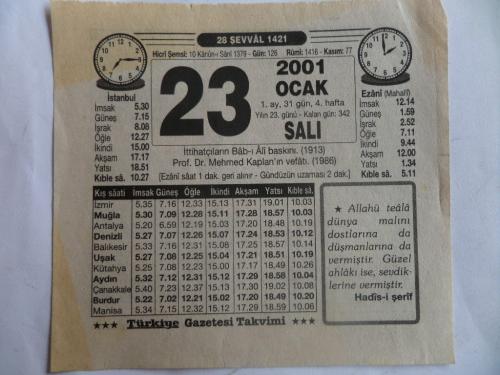 28 ŞEVVÂL 1421
Hicrî Şemsî: 10 Kânûn-ı Sânî 1379 - Gün: 126 Rûmî: 1416 - Kasım: 77
İstanbul
İmsak 5.30
Güneş 7.15
İşrak 8.08
Öğle 12.27
İkindi 15.00
Akşam 17.17
Yatsı 18.51
Kıble sâ. 10.27
23
2001
OCAK
1. ay, 31 gün, 4. hafta
Yılın 23. günü - Kalan gün: 342
SALI
Ezânî (Mahallî)
İmsak 12.14
Güneş 1.59
İşrak 2.52
Öğle 7.11
İkindi 9.44
Akşam 12.00
Yatsı 1.34
Kıble sâ. 5.11
İttihatçıların Bâb-ı Âlî baskını. (1913)
Prof. Dr. Mehmed Kaplan'ın vefâtı. (1986)
[Ezânî sâat 1 dak. geri alınır - Gündüzün uzaması 2 dak.]
Kış sâati İmsak Güneş Öğle İkindi Akşam Yatsı Kıble sâ.
İzmir 5.35 7.16 12.33 15.13 17.31 19.01 10.03
Muğla 5.30 7.09 12.28 15.11 17.28 18.57 10.03
Antalya 5.20 6.59 12.19 15.03 17.20 18.48 10.19
Denizli 5.27 7.07 12.26 15.07 17.24 18.53 10.12
Balıkesir 5.33 7.16 12.31 15.08 17.25 18.57 10.14
Uşak 5.27 7.08 12.25 15.04 17.21 18.51 10.19
Kütahya 5.25 7.08 12.23 15.00 17.17 18.49 10.26
Aydın 5.32 7.12 12.31 15.12 17.29 18.58 10.04
Çanakkale 5.40 7.23 12.37 15.13 17.30 19.02 10.08
Burdur 5.22 7.02 12.21 15.02 17.20 18.49 10.20
Manisa 5.34 7.15 12.32 15.12 17.29 18.59 10.06
★ Allahü teâlâ
dünya malını
dostlarına da
düşmanlarına da
vermiştir. Güzel
ahlâkı ise, sevdik-
lerine vermiştir.
Hadîs-i şerîf
★★★ Türkiye Gazetesi Takvimi ★★★